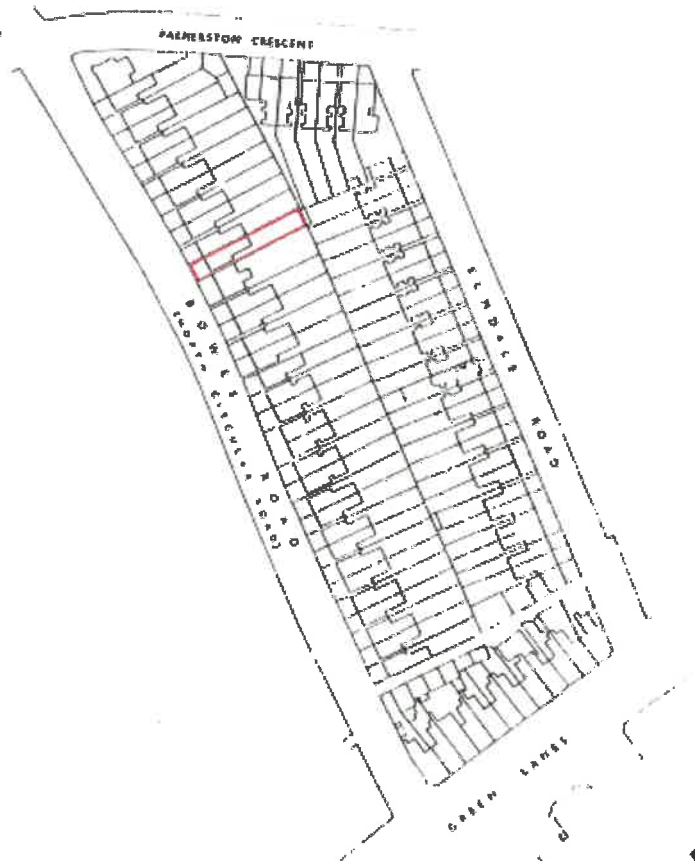 PALMERSTON CRESCENT
BOWES ROAD
(NORTH CIRCULAR ROAD)
ELMDALE ROAD
GREEN LANES